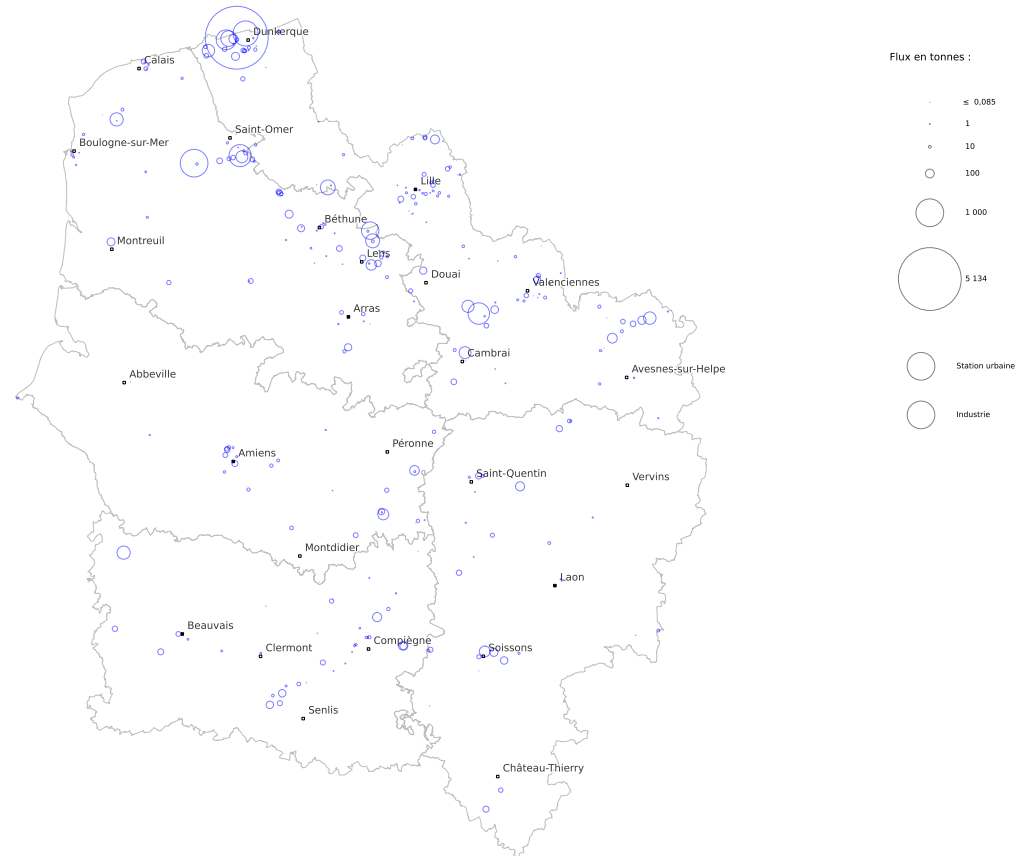 Dunkerque
Flux en tonnes :
Calais
≤ 0,085
1
Saint-Omer
Boulogne-sur-Mer
10
100
Lille
1 000
Béthune
Montreuil
Lens
Douai
5 134
Valenciennes
Arras
Cambrai
Station urbaine
Avesnes-sur-Helpe
Abbeville
Industrie
Péronne
Amiens
Saint-Quentin
Vervins
Montdidier
Laon
Beauvais
Compiègne
Clermont
Soissons
Senlis
Château-Thierry